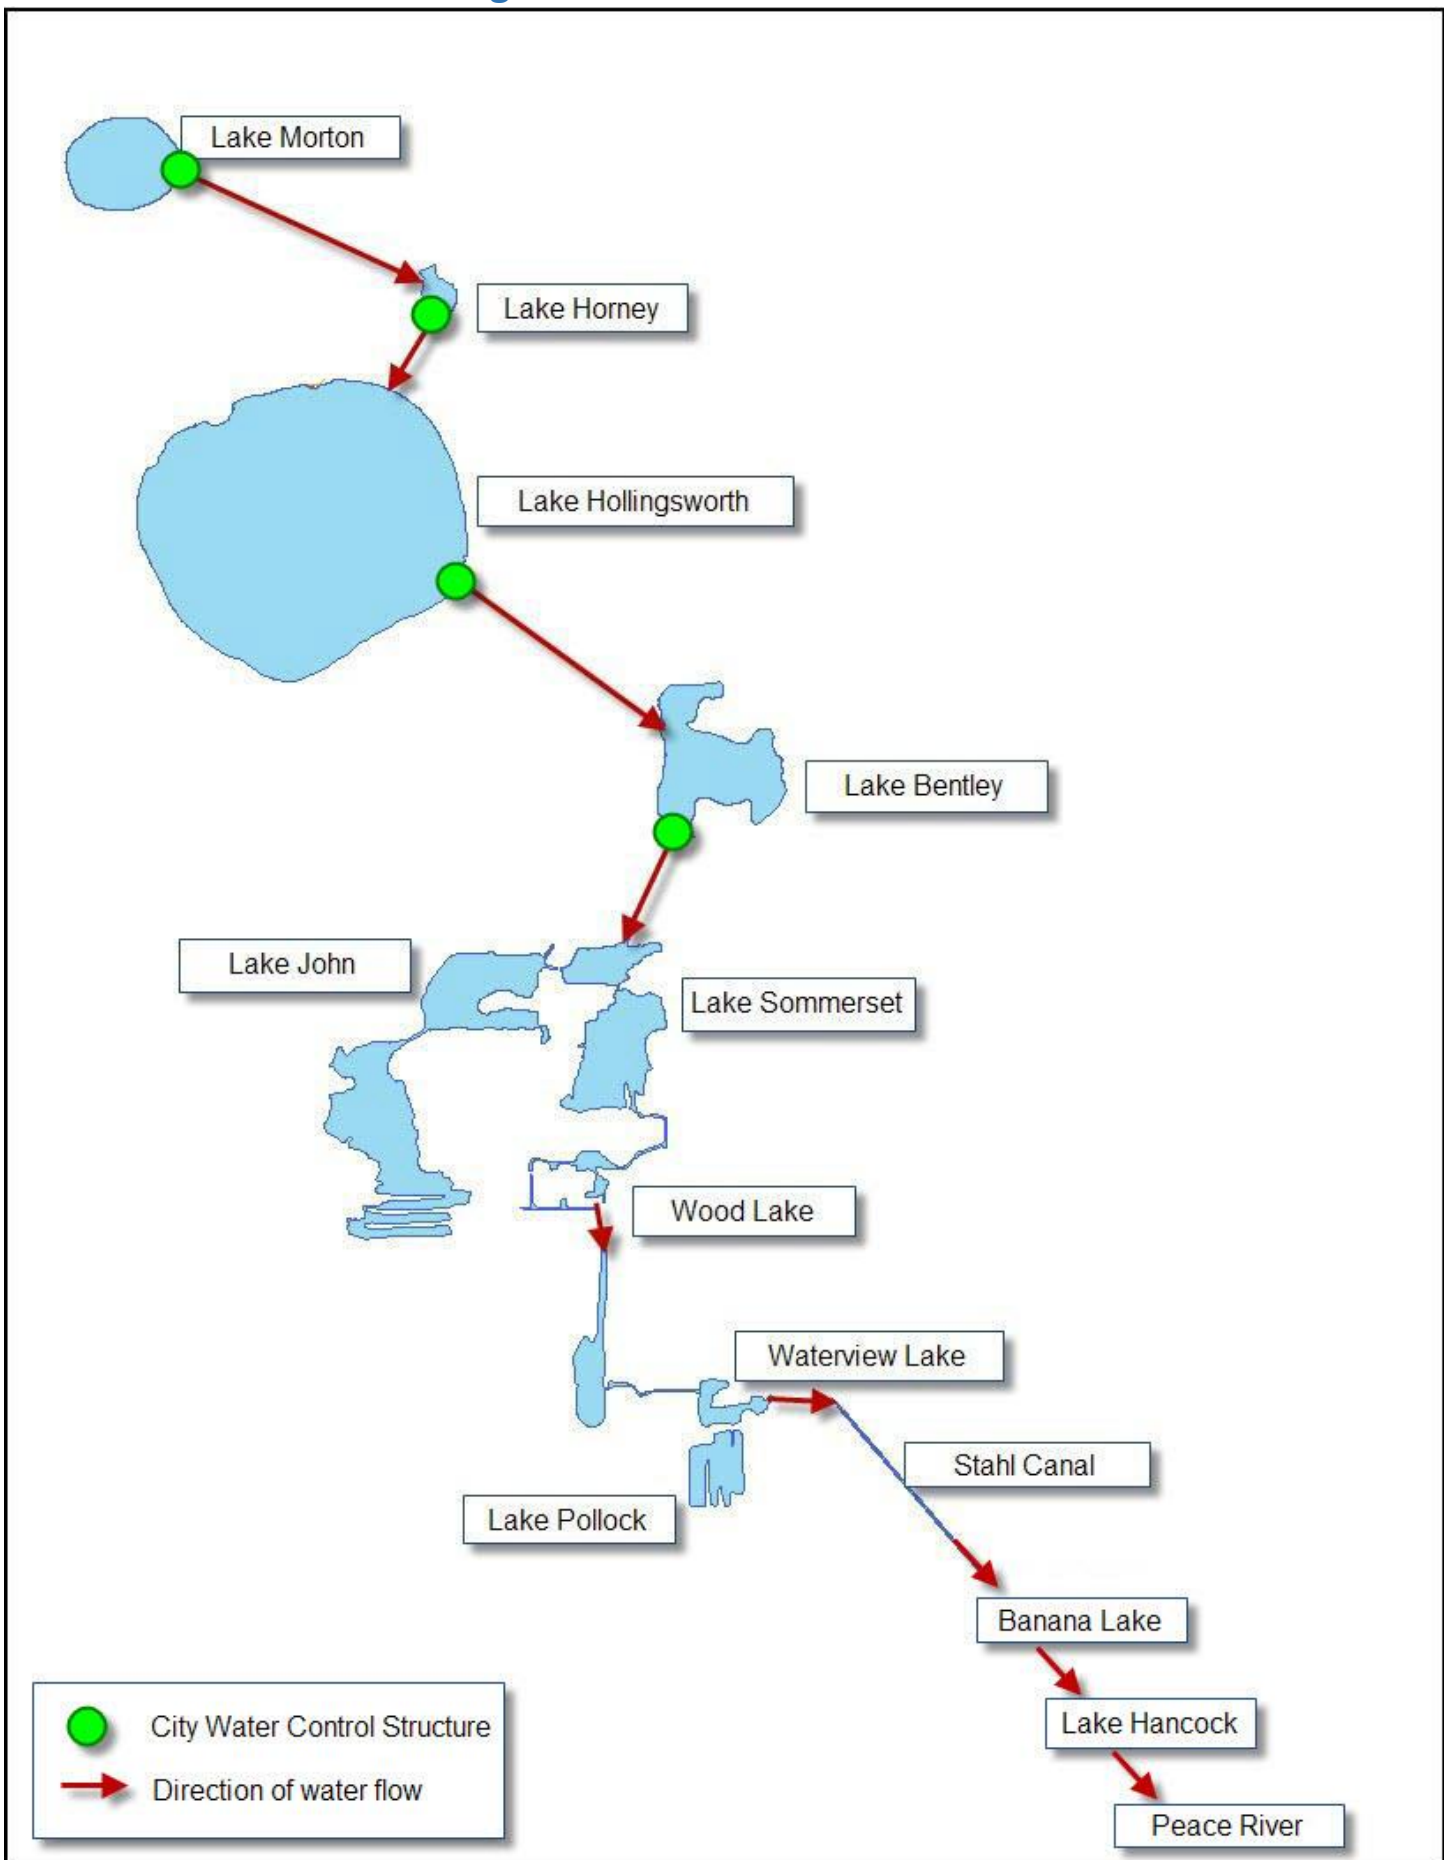 Lake Morton
Lake Horney
Lake Hollingsworth
Lake Bentley
Lake John
Lake Sommerset
Wood Lake
Waterview Lake
Stahl Canal
Lake Pollock
Banana Lake
Lake Hancock
Peace River
City Water Control Structure
Direction of water flow